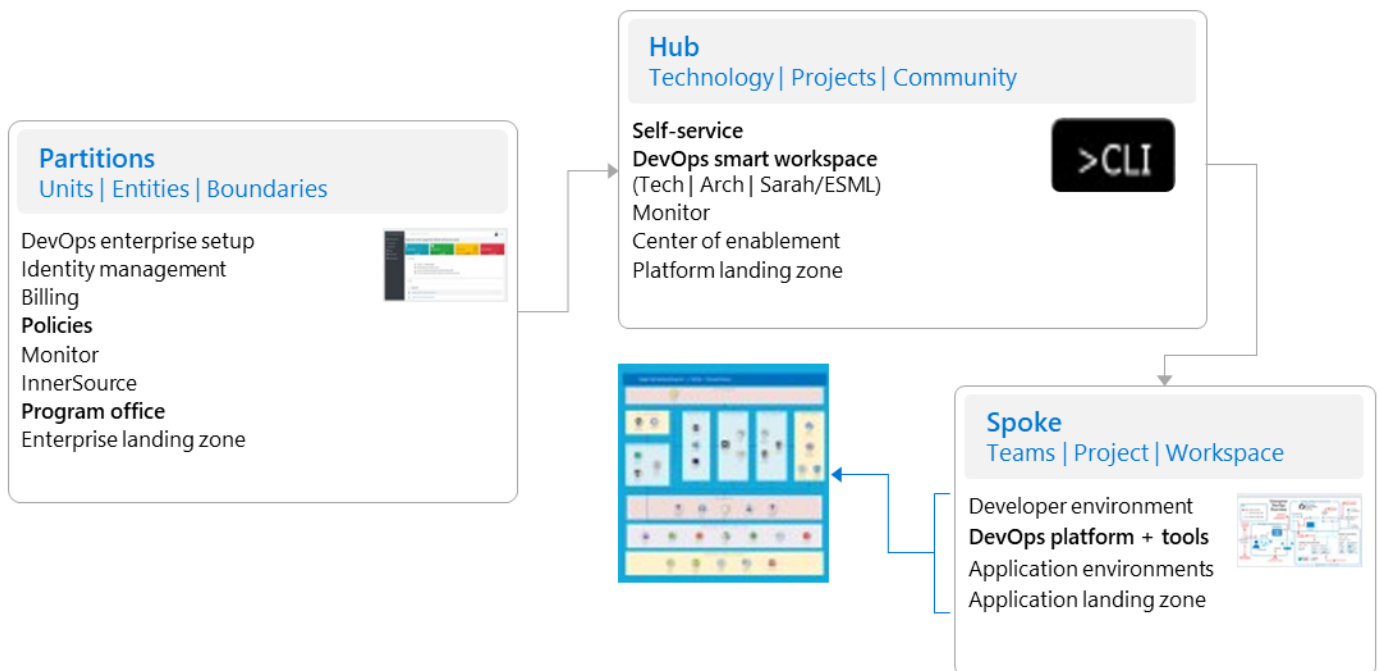 Partitions
Units | Entities | Boundaries
DevOps enterprise setup
Identity management
Billing
Policies
Monitor
InnerSource
Program office
Enterprise landing zone
Hub
Technology | Projects | Community
Self-service
DevOps smart workspace
(Tech | Arch | Sarah/ESML)
Monitor
Center of enablement
Platform landing zone
>CLI
Spoke
Teams | Project | Workspace
Developer environment
DevOps platform + tools
Application environments
Application landing zone